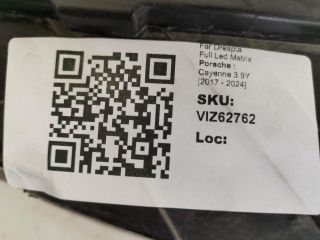 Far Dreapta
Full Led Matrix
Porsche :
Cayenne 3 9Y
[2017 - 2024]
SKU:
VIZ62762
Loc: